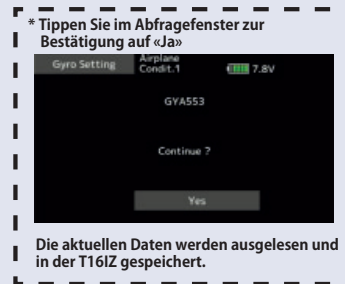 * Tippen Sie im Abfragefenster zur
Bestätigung auf «Ja»
Gyro Setting
Airplane
Condit.1
7.8V
GYA553
Continue ?
Yes
Die aktuellen Daten werden ausgelesen und
in der T16IZ gespeichert.